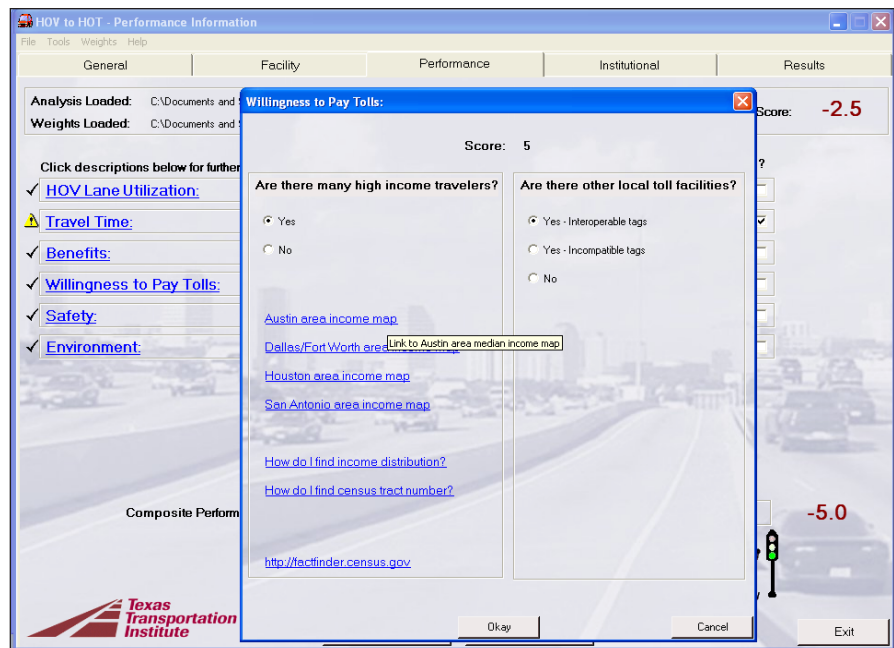 HOV to HOT - Performance Information
File Tools Weights Help
General Facility Performance Institutional Results
Analysis Loaded: C:\Documents and
Weights Loaded: C:\Documents and
Score: -2.5
Click descriptions below for further
?
HOV Lane Utilization:
Travel Time:
Benefits:
Willingness to Pay Tolls:
Safety:
Environment:
Composite Perform
-5.0
Texas
Transportation
Institute
Exit
Willingness to Pay Tolls:
Score: 5
Are there many high income travelers?
Yes
No
Austin area income map
Link to Austin area median income map
Dallas/Fort Worth area income map
Houston area income map
San Antonio area income map
How do I find income distribution?
How do I find census tract number?
http://factfinder.census.gov
Are there other local toll facilities?
Yes - Interoperable tags
Yes - Incompatible tags
No
Okay
Cancel